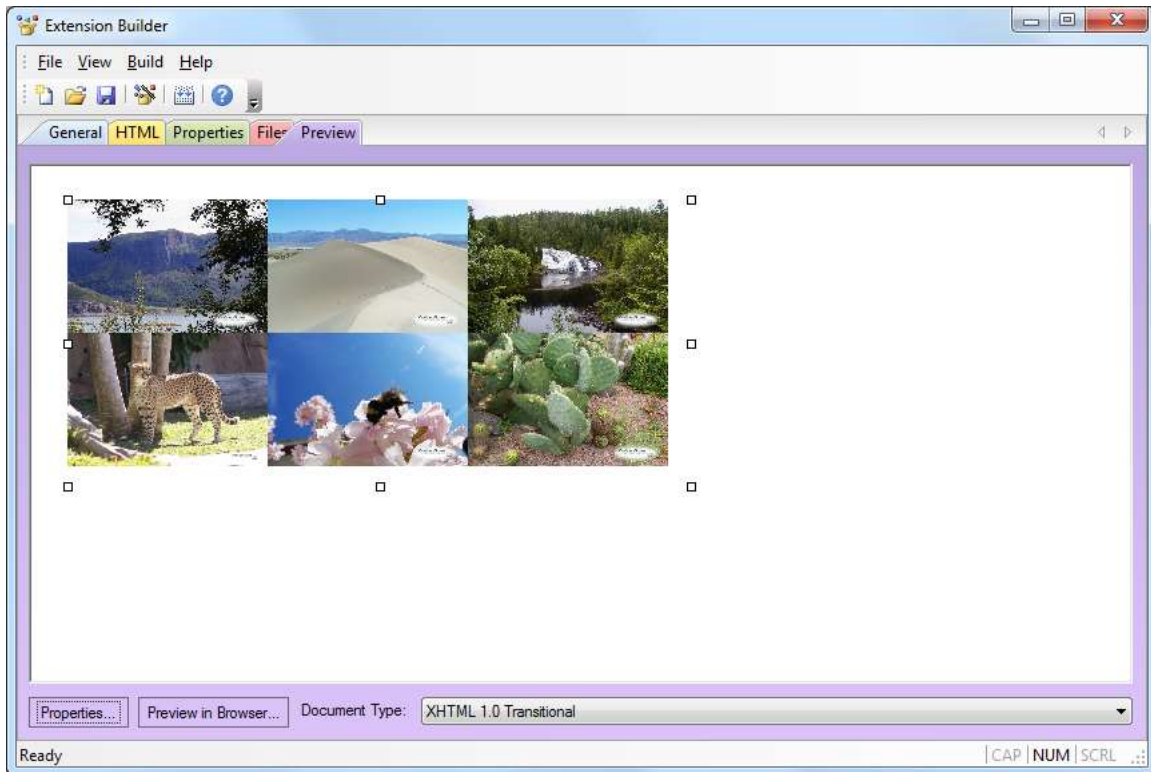 Extension Builder
File View Build Help
General HTML Properties Files Preview
Properties... Preview in Browser... Document Type: XHTML 1.0 Transitional
Ready CAP NUM SCRL